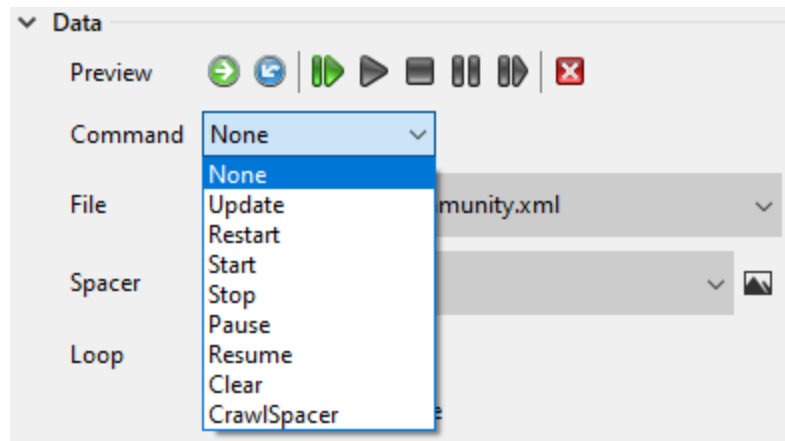 Data
Preview
Command None
None
Update
File munity.xml
Restart
Start
Spacer
Stop
Pause
Loop
Resume
Clear
CrawlSpacer